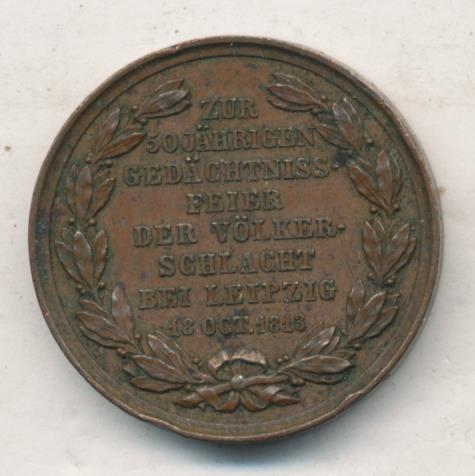 ZUR
50JÄHRIGEN
GEDÄCHTNISS-
FEIER
DER VÖLKER-
SCHLACHT
BEI LEIPZIG
18 OCT. 1813